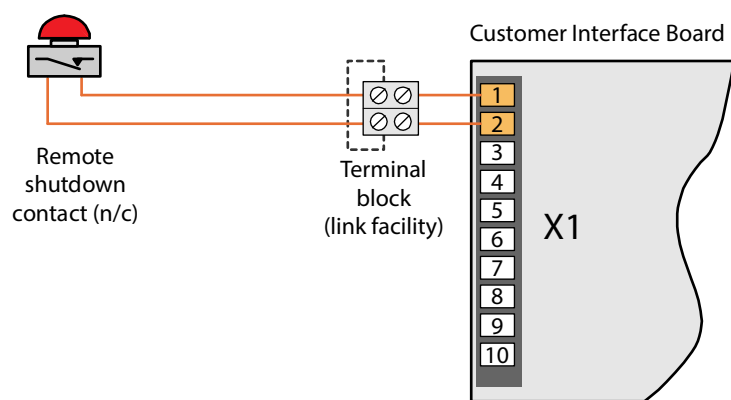 Customer Interface Board
Remote
shutdown
contact (n/c)
Terminal
block
(link facility)
1
2
3
4
5
6
7
8
9
10
X1